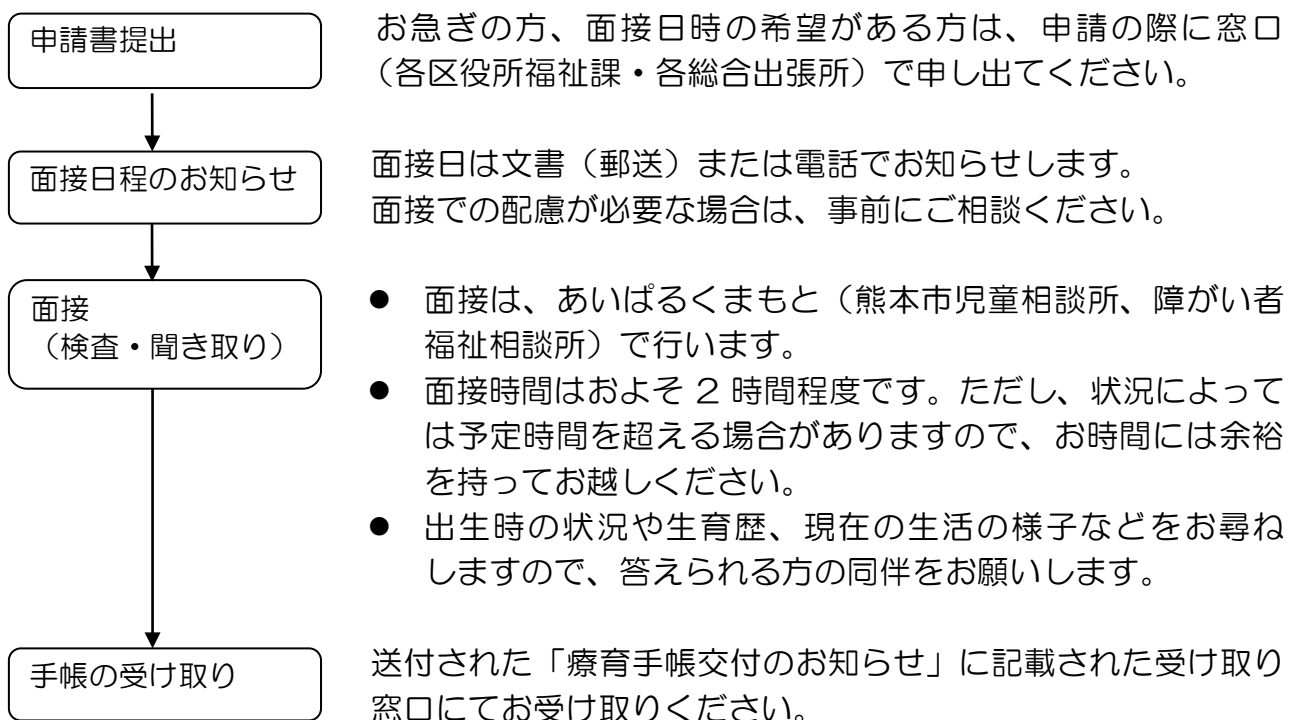 申請書提出
お急ぎの方、面接日時の希望がある方は、申請の際に窓口
（各区役所福祉課・各総合出張所）で申し出てください。
面接日程のお知らせ
面接日は文書（郵送）または電話でお知らせします。
面接での配慮が必要な場合は、事前にご相談ください。
面接
（検査・聞き取り）
● 面接は、あいぱるくまもと（熊本市児童相談所、障がい者
福祉相談所）で行います。
● 面接時間はおよそ 2 時間程度です。ただし、状況によって
は予定時間を超える場合がありますので、お時間には余裕
を持ってお越しください。
● 出生時の状況や生育歴、現在の生活の様子などをお尋ね
しますので、答えられる方の同伴をお願いします。
手帳の受け取り
送付された「療育手帳交付のお知らせ」に記載された受け取り
窓口にてお受け取りください。